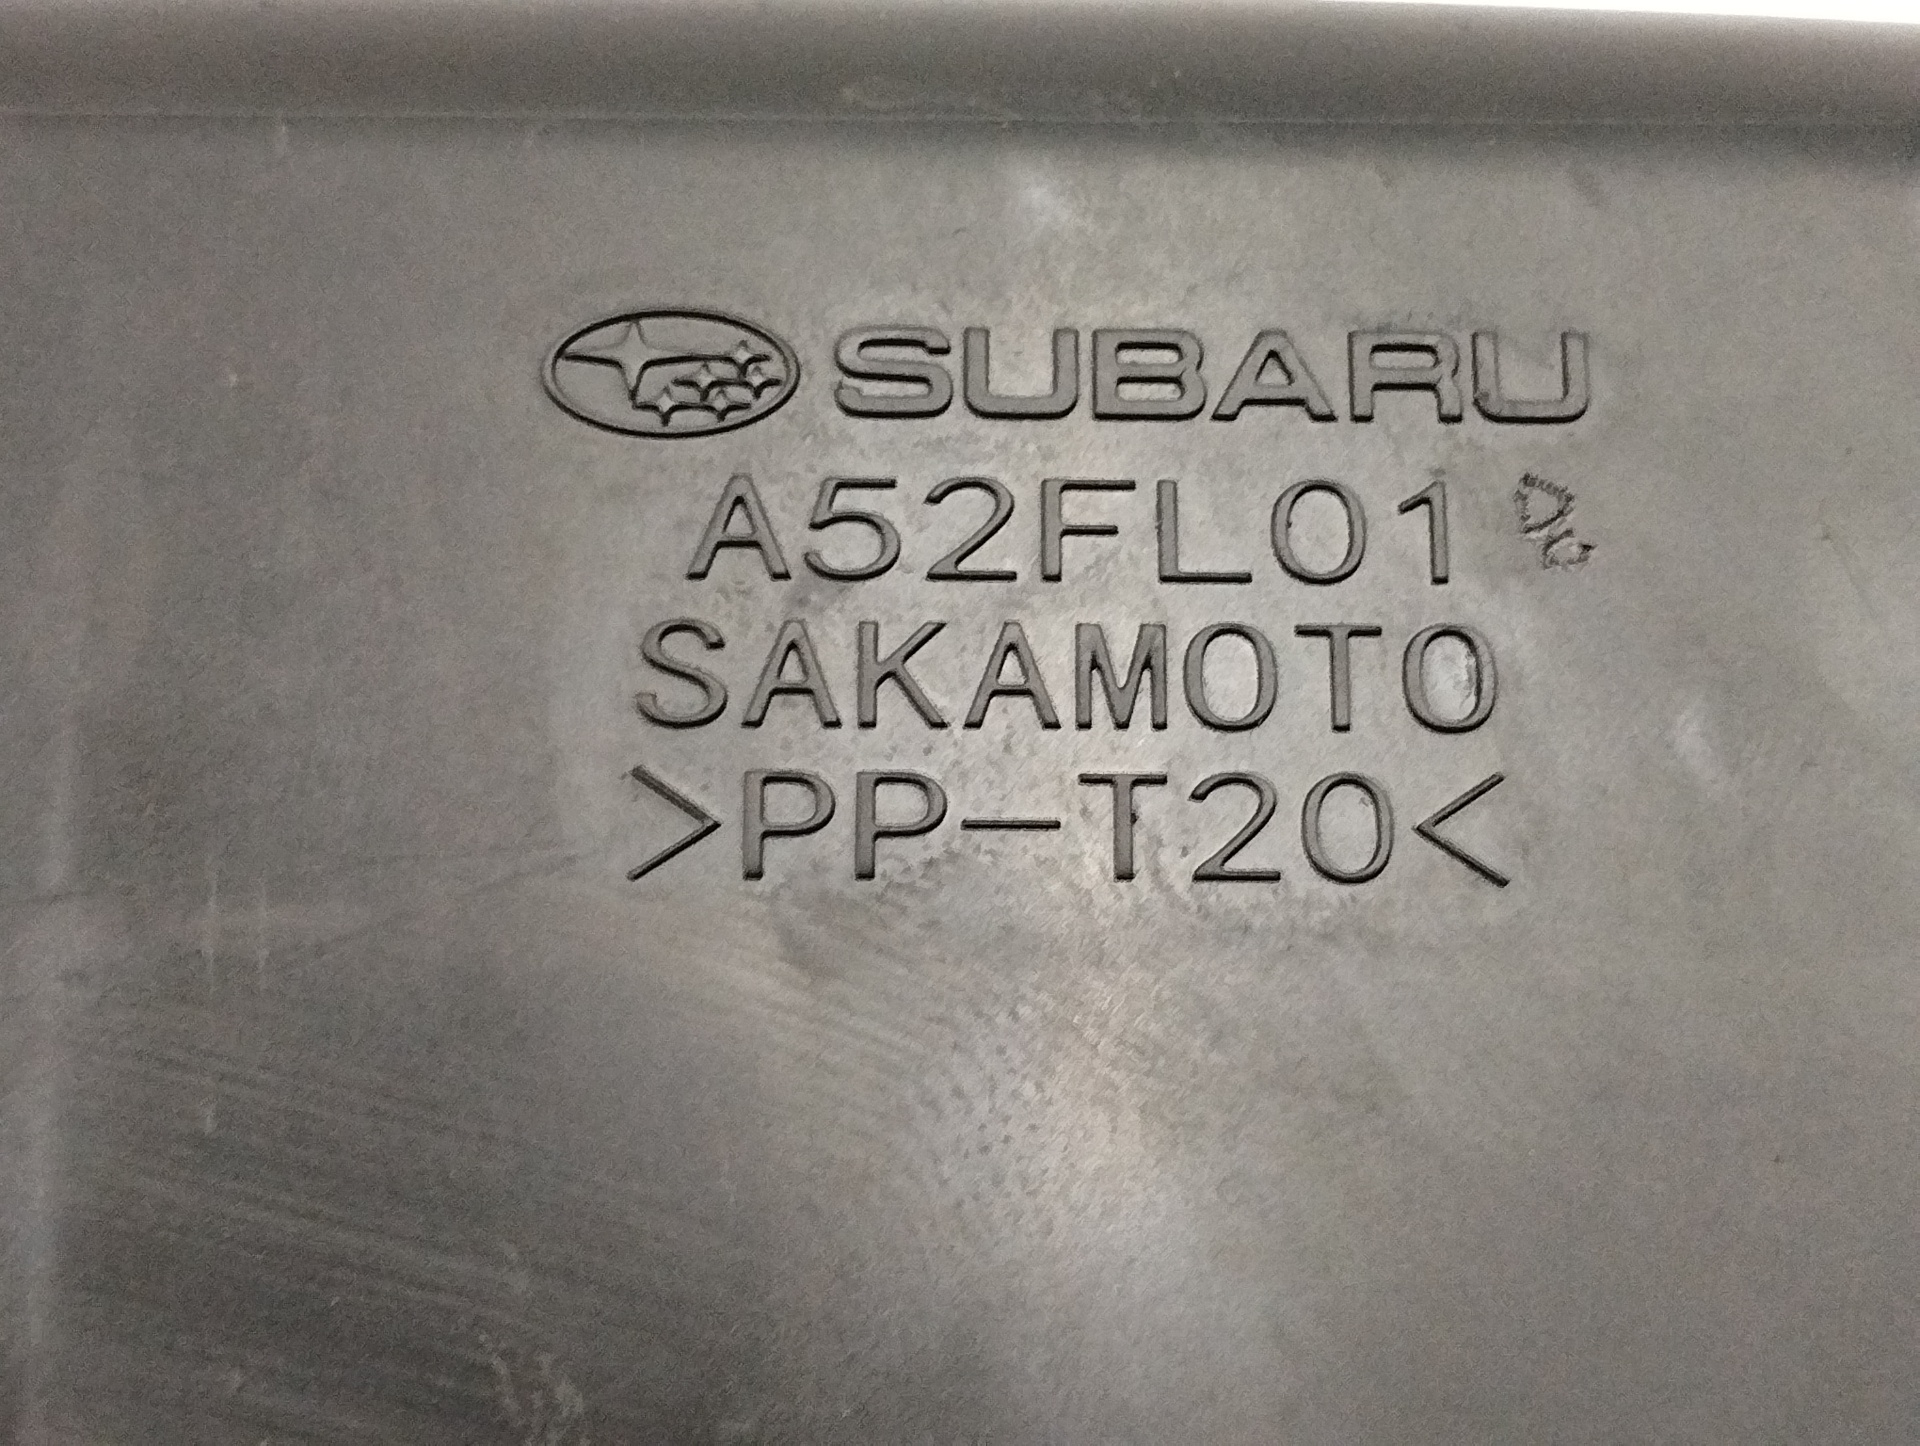 SUBARU
A52FL01
SAKAMOTO
>PP-T20<